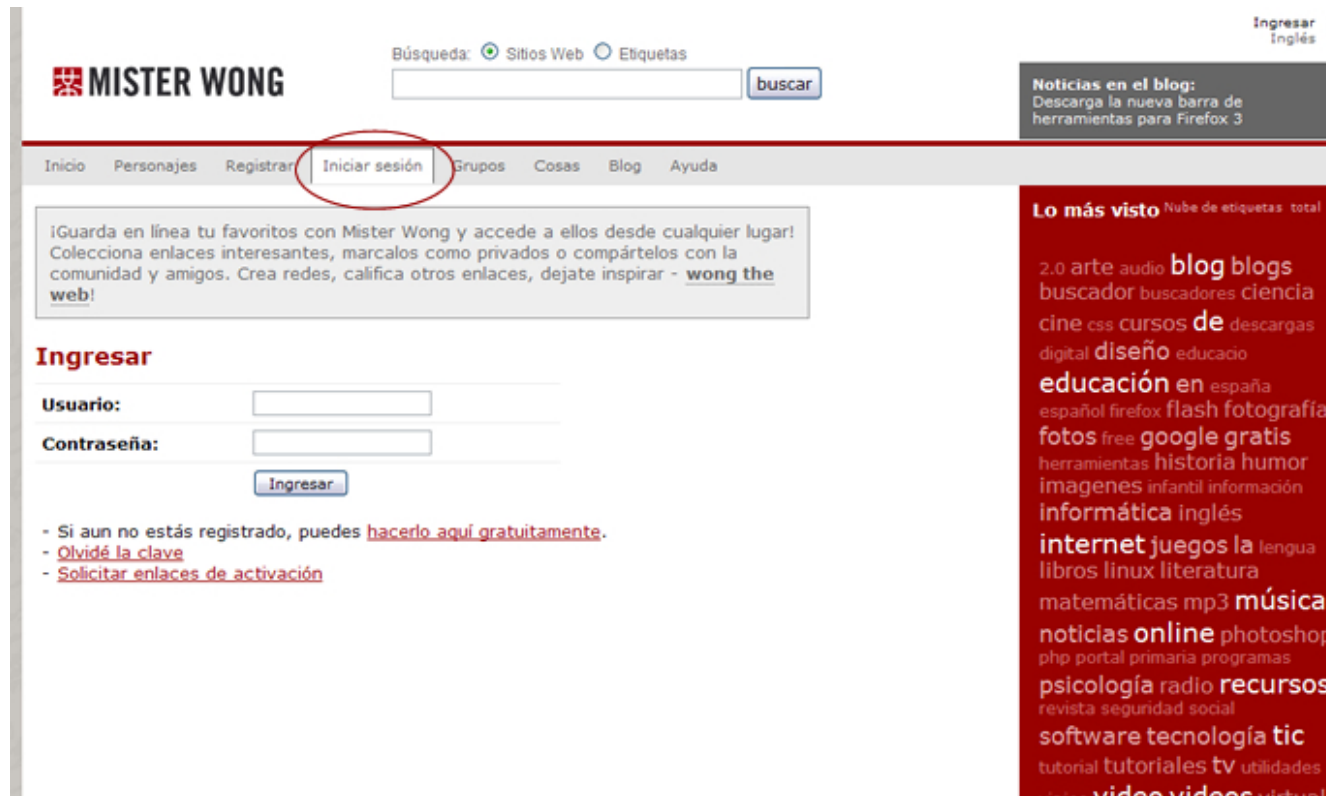 Ingresar
Inglés
Búsqueda: Sitios Web Etiquetas
MISTER WONG
buscar
Noticias en el blog:
Descarga la nueva barra de
herramientas para Firefox 3
Inicio Personajes Registrar Iniciar sesión Grupos Cosas Blog Ayuda
¡Guarda en línea tu favoritos con Mister Wong y accede a ellos desde cualquier lugar!
Colecciona enlaces interesantes, marcalos como privados o compártelos con la
comunidad y amigos. Crea redes, califica otros enlaces, dejate inspirar - wong the
web!
Ingresar
Usuario:
Contraseña:
Ingresar
- Si aun no estás registrado, puedes hacerlo aquí gratuitamente.
- Olvidé la clave
- Solicitar enlaces de activación
Lo más visto Nube de etiquetas total
2.0 arte audio blog blogs
buscador buscadores ciencia
cine css cursos de descargas
digital diseño educacio
educación en españa
español firefox flash fotografía
fotos free google gratis
herramientas historia humor
imagenes infantil información
informática inglés
internet juegos la lengua
libros linux literatura
matemáticas mp3 música
noticias online photoshop
php portal primaria programas
psicología radio recursos
revista seguridad social
software tecnología tic
tutorial tutoriales tv utilidades
video videos virtual